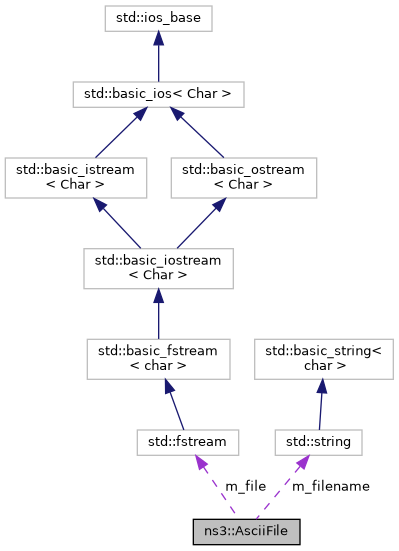 std::ios_base
std::basic_ios< Char >
std::basic_istream
< Char >
std::basic_ostream
< Char >
std::basic_iostream
< Char >
std::basic_fstream
< char >
std::basic_string<
char >
std::fstream
std::string
m_file
m_filename
ns3::AsciiFile